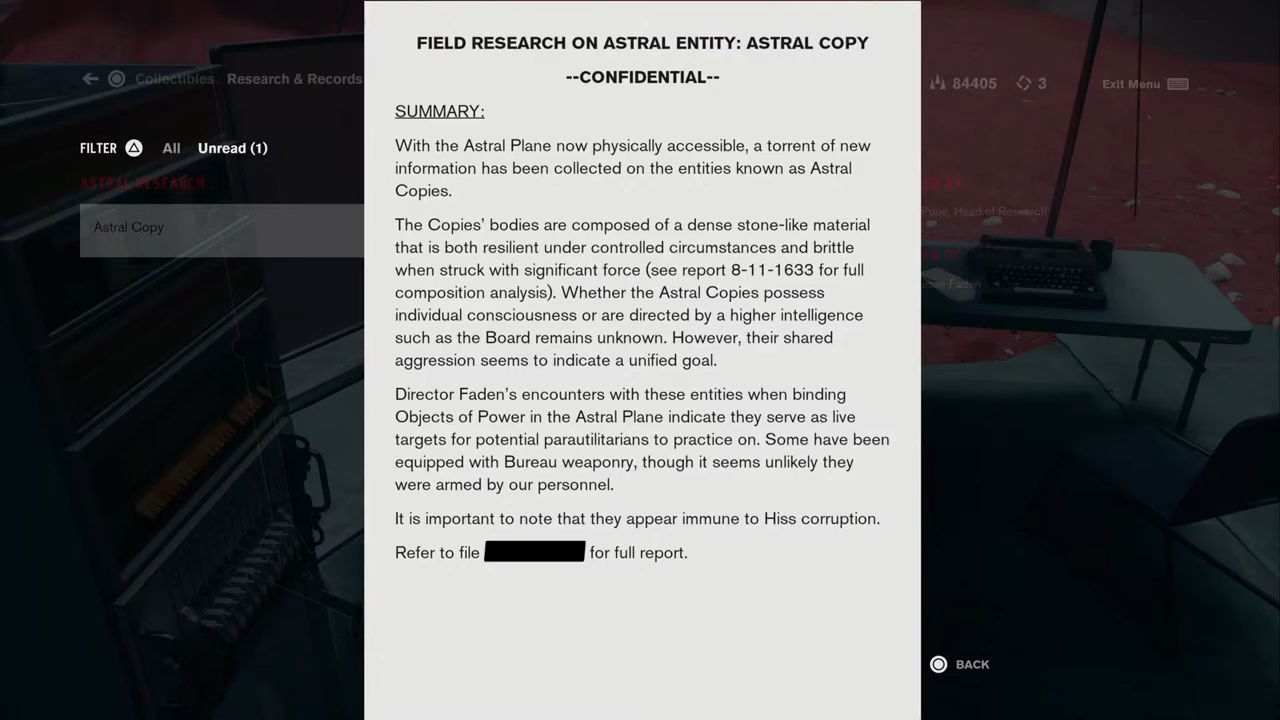 FIELD RESEARCH ON ASTRAL ENTITY: ASTRAL COPY
--CONFIDENTIAL--
Collectibles Research & Records
84405 3 Exit Menu
SUMMARY:
With the Astral Plane now physically accessible, a torrent of new
information has been collected on the entities known as Astral
Copies.
FILTER All Unread (1)
ASTRAL RESEARCH
Astral Copy
The Copies’ bodies are composed of a dense stone-like material
that is both resilient under controlled circumstances and brittle
when struck with significant force (see report 8-11-1633 for full
composition analysis). Whether the Astral Copies possess
individual consciousness or are directed by a higher intelligence
such as the Board remains unknown. However, their shared
aggression seems to indicate a unified goal.
Pope, Head of Research
Faden
Director Faden’s encounters with these entities when binding
Objects of Power in the Astral Plane indicate they serve as live
targets for potential parautilitarians to practice on. Some have been
equipped with Bureau weaponry, though it seems unlikely they
were armed by our personnel.
It is important to note that they appear immune to Hiss corruption.
Refer to file for full report.
BACK